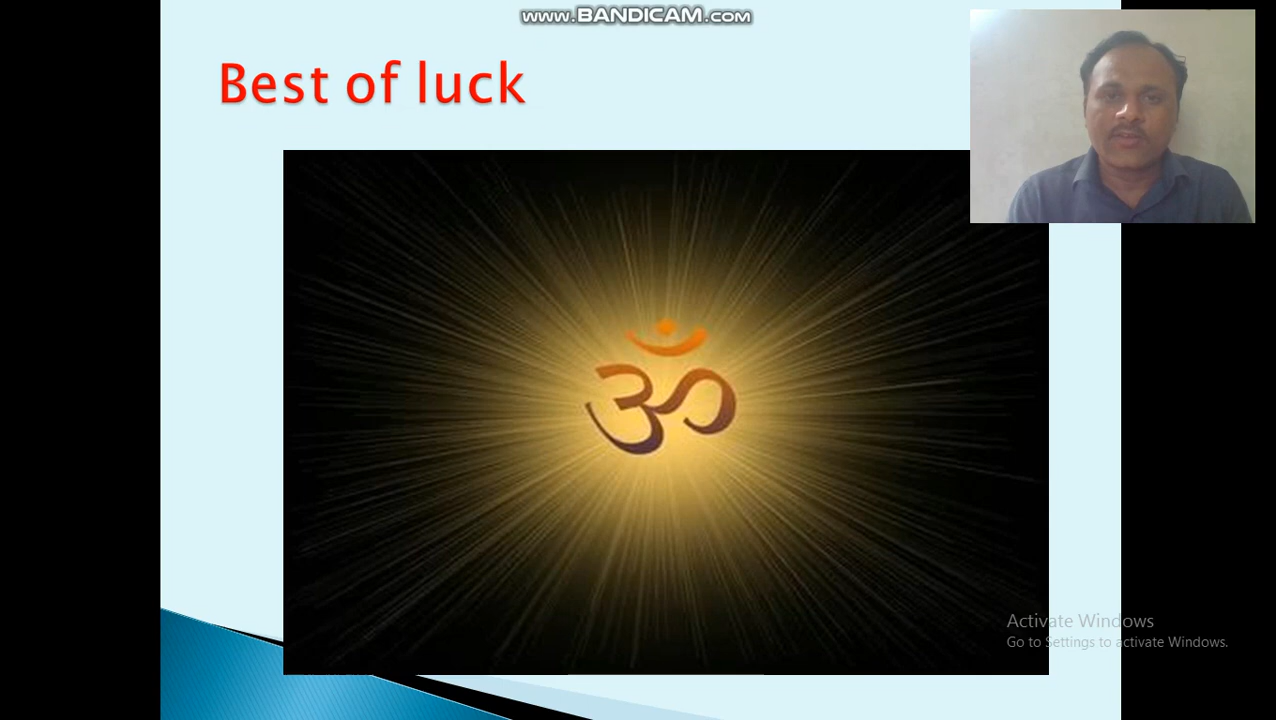 www.BANDICAM.com
Best of luck
ॐ
Activate Windows
Go to Settings to activate Windows.